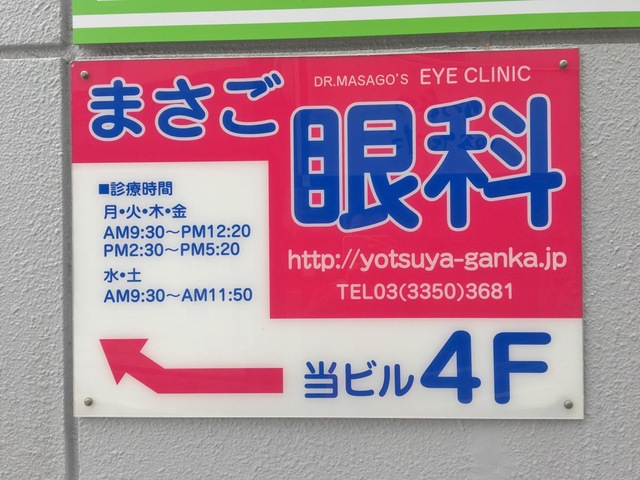 DR.MASAGO'S EYE CLINIC
まさご
眼科
■診療時間
月・火・木・金
AM9:30～PM12:20
PM2:30～PM5:20
水・土
AM9:30～AM11:50
http://yotsuya-ganka.jp
TEL03(3350)3681
当ビル4F